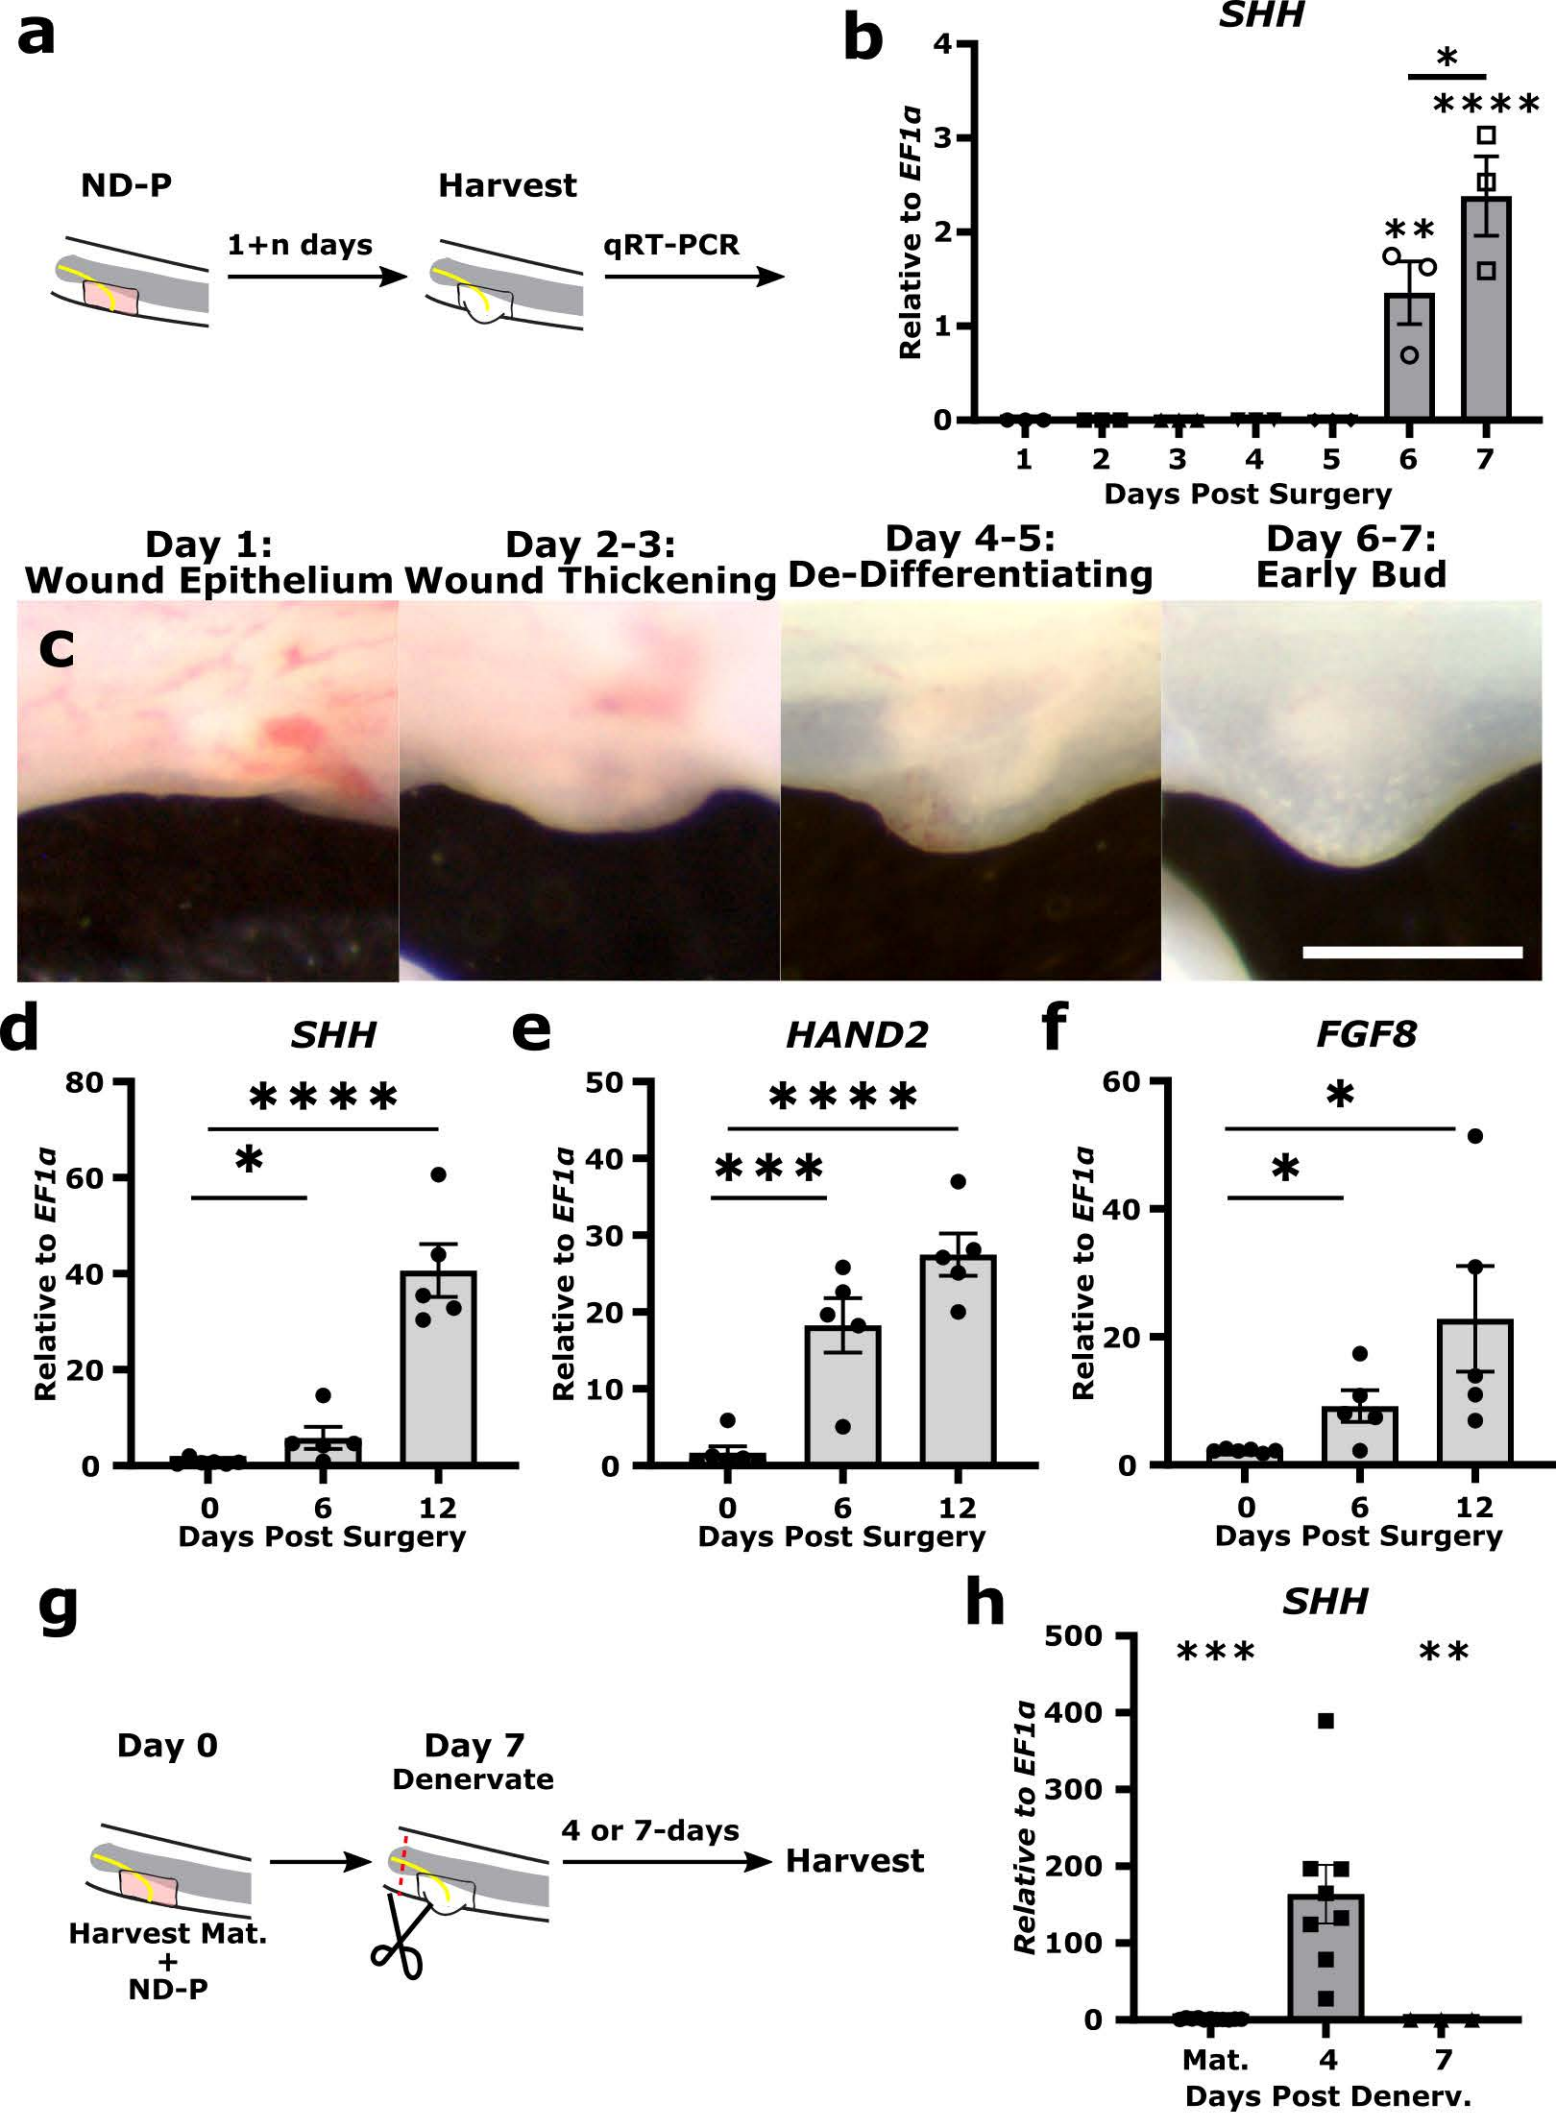 a
ND-P
1+n days
Harvest
qRT-PCR
b
SHH
Relative to EF1a
4
3
2
1
0
*
****
**
1 2 3 4 5 6 7
Days Post Surgery
Day 1:
Wound Epithelium
Day 2-3:
Wound Thickening
Day 4-5:
De-Differentiating
Day 6-7:
Early Bud
c
d
SHH
Relative to EF1a
80
60
40
20
0
****
*
0 6 12
Days Post Surgery
e
HAND2
Relative to EF1a
50
40
30
20
10
0
****
***
0 6 12
Days Post Surgery
f
FGF8
Relative to EF1a
60
40
20
0
*
*
0 6 12
Days Post Surgery
g
Day 0
Harvest Mat.
+
ND-P
Day 7
Denervate
4 or 7-days
Harvest
h
SHH
Relative to EF1a
500
400
300
200
100
0
***
**
Mat. 4 7
Days Post Denerv.